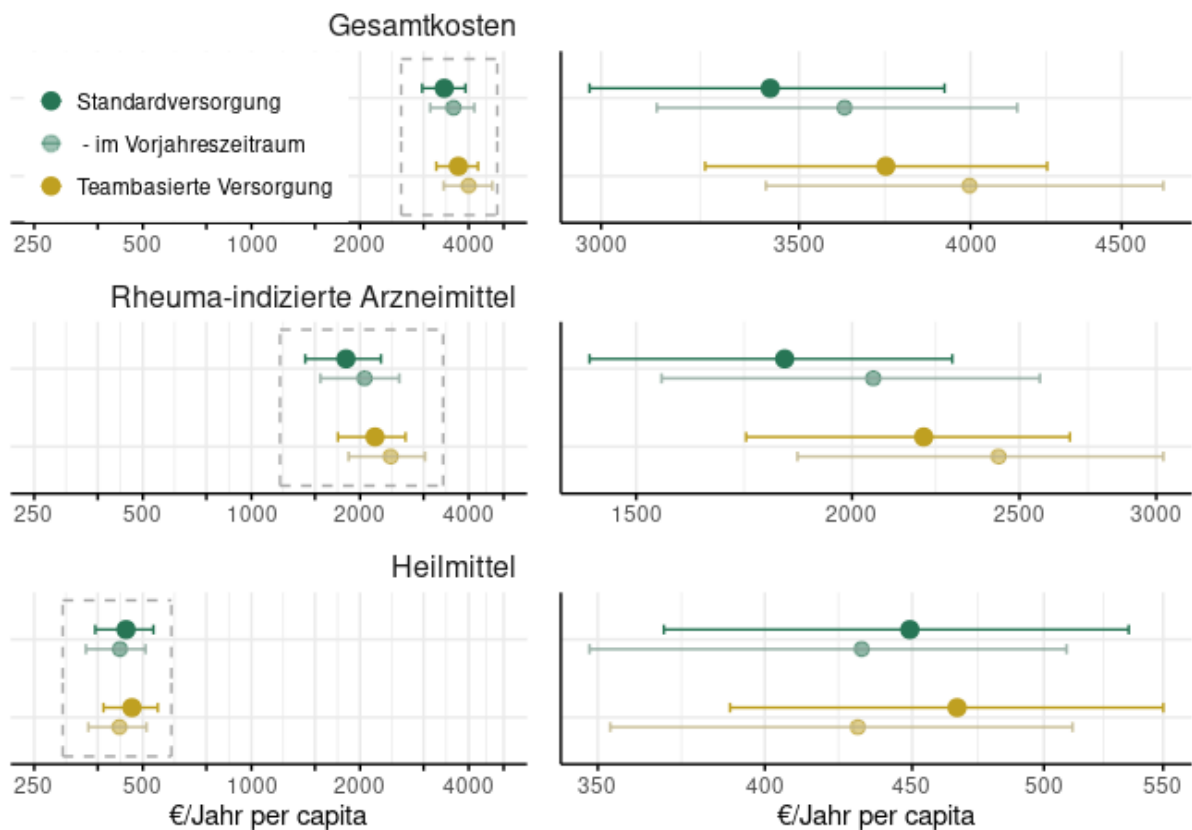 Gesamtkosten
Standardversorgung
- im Vorjahreszeitraum
Teambasierte Versorgung
250 500 1000 2000 4000
3000 3500 4000 4500
Rheuma-indizierte Arzneimittel
250 500 1000 2000 4000
1500 2000 2500 3000
Heilmittel
250 500 1000 2000 4000
350 400 450 500 550
€/Jahr per capita
€/Jahr per capita